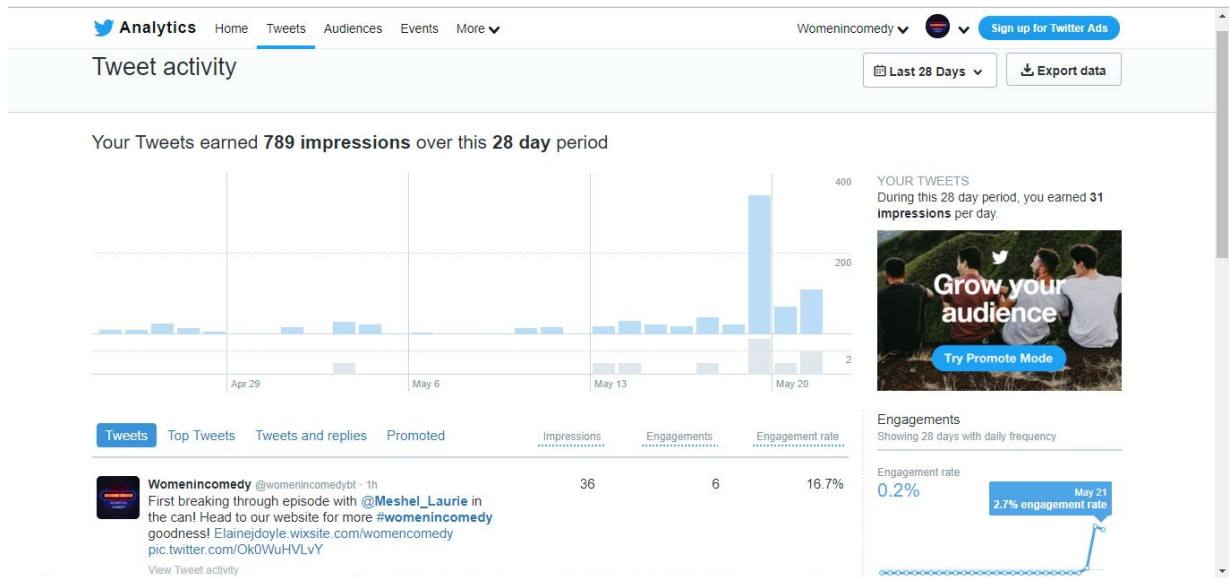 Analytics Home Tweets Audiences Events More
Womenincomedy
Sign up for Twitter Ads
Tweet activity
Last 28 Days
Export data
Your Tweets earned 789 impressions over this 28 day period
400
200
2
Apr 29
May 6
May 13
May 20
YOUR TWEETS
During this 28 day period, you earned 31
impressions per day.
Grow your
audience
Try Promote Mode
Tweets Top Tweets Tweets and replies Promoted
Impressions Engagements Engagement rate
Womenincomedy @womenincomedybt · 1h
First breaking through episode with @Meshel_Laurie in
the can! Head to our website for more #womenincomedy
goodness! Elainejdoyle.wixsite.com/womencomedy
pic.twitter.com/Ok0WuHVLvY
View Tweet activity
36 6 16.7%
Engagements
Showing 28 days with daily frequency
Engagement rate
0.2%
May 21
2.7% engagement rate